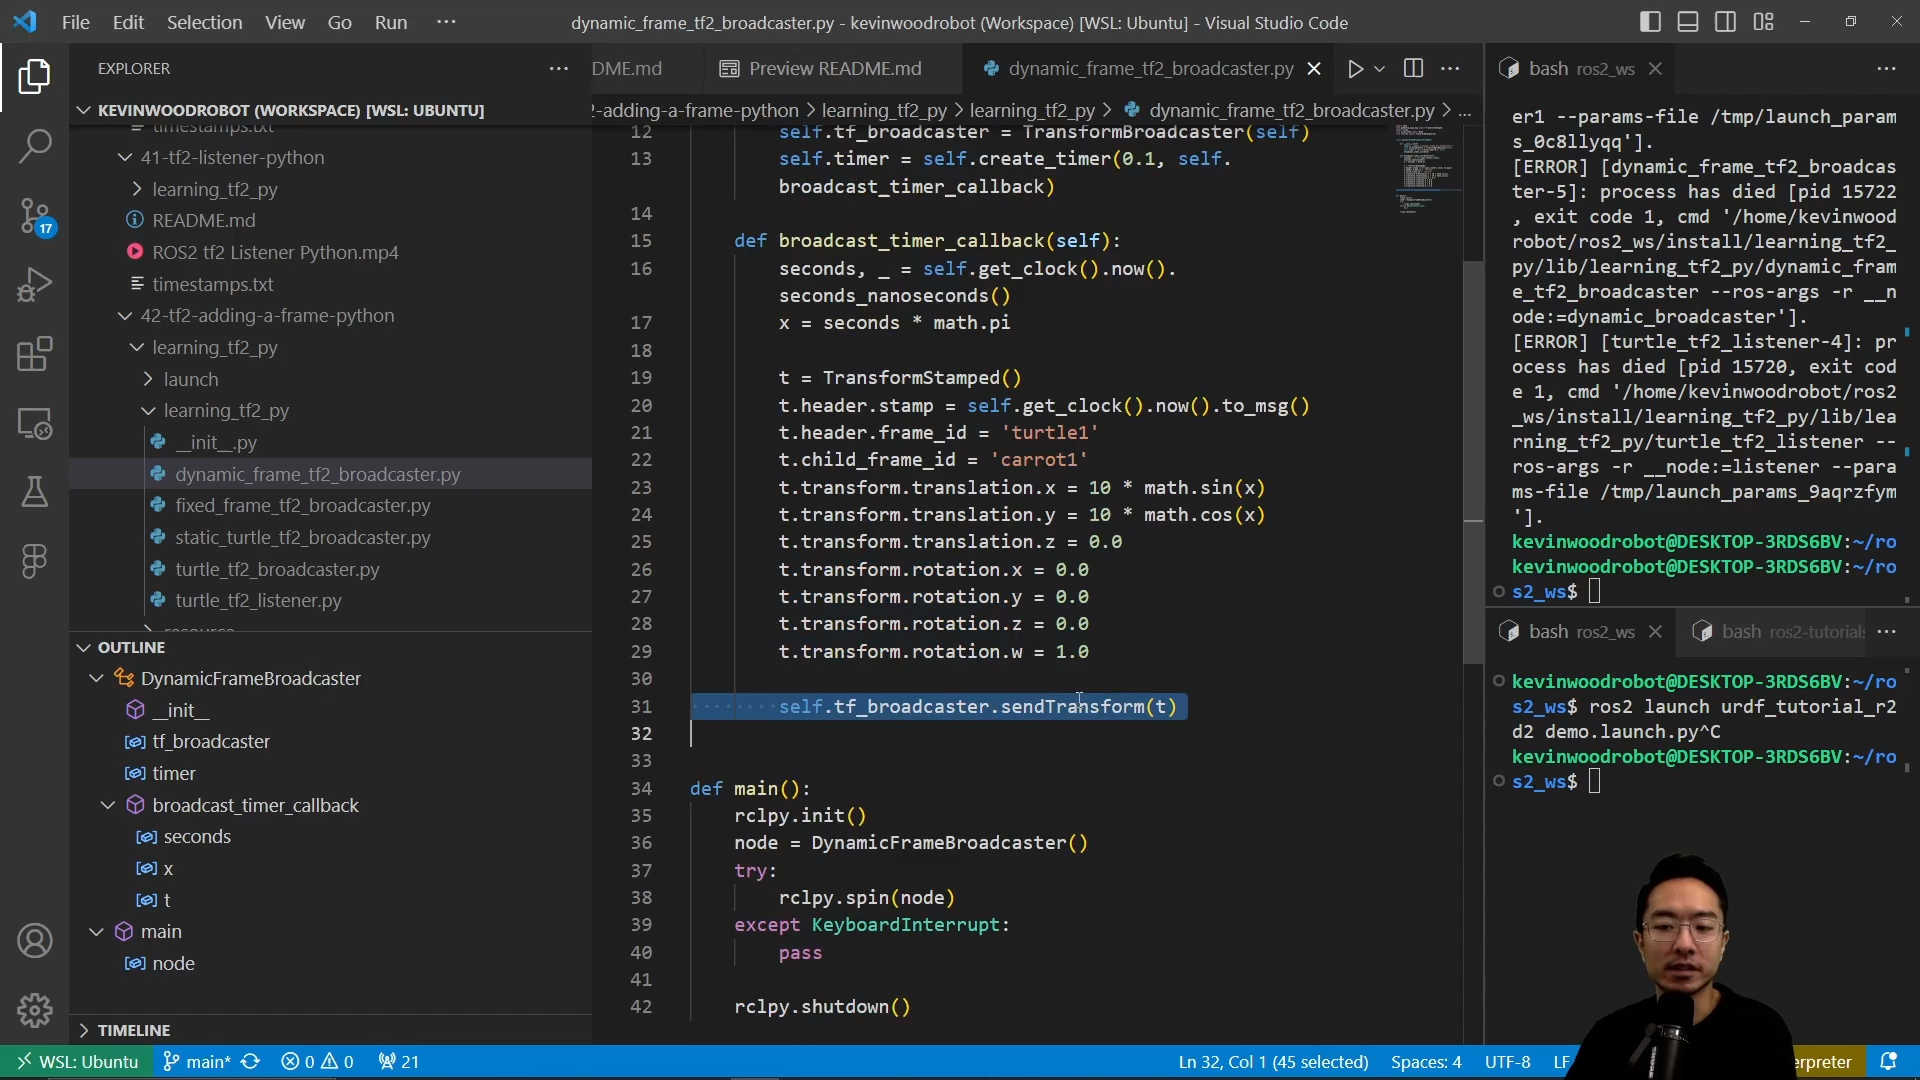 File Edit Selection View Go Run ···
dynamic_frame_tf2_broadcaster.py - kevinwoodrobot (Workspace) [WSL: Ubuntu] - Visual Studio Code
EXPLORER
KEVINWOODROBOT (WORKSPACE) [WSL: UBUNTU]
timestamps.txt
41-tf2-listener-python
learning_tf2_py
README.md
ROS2 tf2 Listener Python.mp4
timestamps.txt
42-tf2-adding-a-frame-python
learning_tf2_py
launch
learning_tf2_py
__init__.py
dynamic_frame_tf2_broadcaster.py
fixed_frame_tf2_broadcaster.py
static_turtle_tf2_broadcaster.py
turtle_tf2_broadcaster.py
turtle_tf2_listener.py
17
OUTLINE
DynamicFrameBroadcaster
__init__
tf_broadcaster
timer
broadcast_timer_callback
seconds
x
t
main
node
TIMELINE
DME.md
Preview README.md
dynamic_frame_tf2_broadcaster.py
2-adding-a-frame-python > learning_tf2_py > learning_tf2_py > dynamic_frame_tf2_broadcaster.py > ...
12 self.tf_broadcaster = TransformBroadcaster(self)
13 self.timer = self.create_timer(0.1, self.
broadcast_timer_callback)
14
15 def broadcast_timer_callback(self):
16 seconds, _ = self.get_clock().now().
seconds_nanoseconds()
17 x = seconds * math.pi
18
19 t = TransformStamped()
20 t.header.stamp = self.get_clock().now().to_msg()
21 t.header.frame_id = 'turtle1'
22 t.child_frame_id = 'carrot1'
23 t.transform.translation.x = 10 * math.sin(x)
24 t.transform.translation.y = 10 * math.cos(x)
25 t.transform.translation.z = 0.0
26 t.transform.rotation.x = 0.0
27 t.transform.rotation.y = 0.0
28 t.transform.rotation.z = 0.0
29 t.transform.rotation.w = 1.0
30
31 self.tf_broadcaster.sendTransform(t)
32
33
34 def main():
35 rclpy.init()
36 node = DynamicFrameBroadcaster()
37 try:
38 rclpy.spin(node)
39 except KeyboardInterrupt:
40 pass
41
42 rclpy.shutdown()
bash ros2_ws
er1 --params-file /tmp/launch_param
s_0c8llyqq'].
[ERROR] [dynamic_frame_tf2_broadcas
ter-5]: process has died [pid 15722
, exit code 1, cmd '/home/kevinwood
robot/ros2_ws/install/learning_tf2_
py/lib/learning_tf2_py/dynamic_fram
e_tf2_broadcaster --ros-args -r __n
ode:=dynamic_broadcaster'].
[ERROR] [turtle_tf2_listener-4]: pr
ocess has died [pid 15720, exit cod
e 1, cmd '/home/kevinwoodrobot/ros2
_ws/install/learning_tf2_py/lib/lea
rning_tf2_py/turtle_tf2_listener --
ros-args -r __node:=listener --para
ms-file /tmp/launch_params_9aqrzfym
'].
kevinwoodrobot@DESKTOP-3RDS6BV:~/ro
kevinwoodrobot@DESKTOP-3RDS6BV:~/ro
s2_ws$
bash ros2_ws bash ros2-tutorials
kevinwoodrobot@DESKTOP-3RDS6BV:~/ro
s2_ws$ ros2 launch urdf_tutorial_r2
d2 demo.launch.py^C
kevinwoodrobot@DESKTOP-3RDS6BV:~/ro
s2_ws$
WSL: Ubuntu main* 0 0 21 Ln 32, Col 1 (45 selected) Spaces: 4 UTF-8 LF erpreter